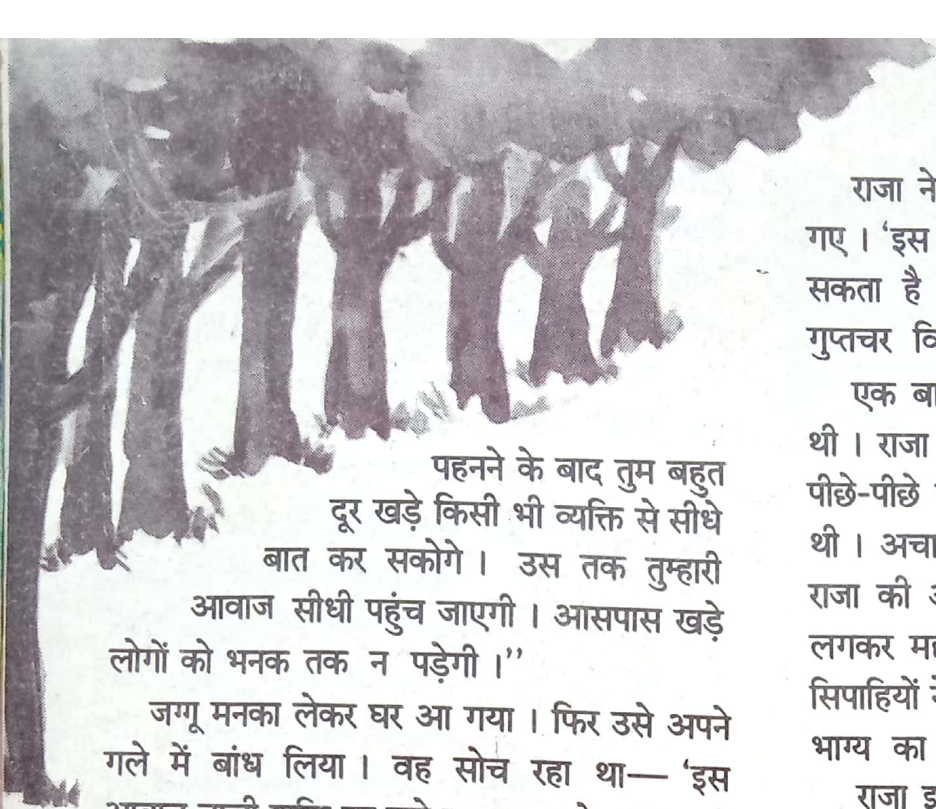 पहनने के बाद तुम बहुत
दूर खड़े किसी भी व्यक्ति से सीधे
बात कर सकोगे। उस तक तुम्हारी
आवाज सीधी पहुंच जाएगी। आसपास खड़े
लोगों को भनक तक न पड़ेगी।”
जग्गू मनका लेकर घर आ गया। फिर उसे अपने
गले में बांध लिया। वह सोच रहा था— ‘इस
राजा ने
गए। ‘इस
सकता है
गुप्तचर
एक
थी। राजा
पीछे-पीछे
थी।
राजा की
लगकर
सिपाहियों
भाग्य का
राजा